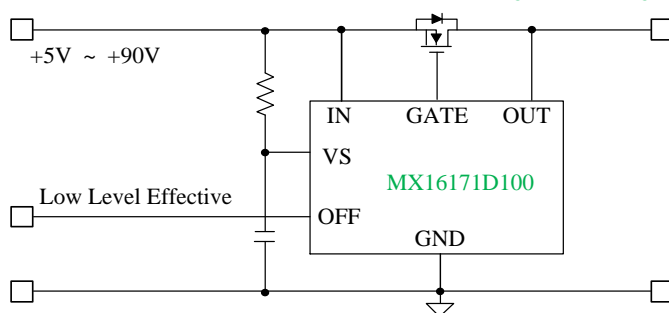 +5V ~ +90V
IN GATE OUT
VS
MX16171D100
Low Level Effective
OFF
GND